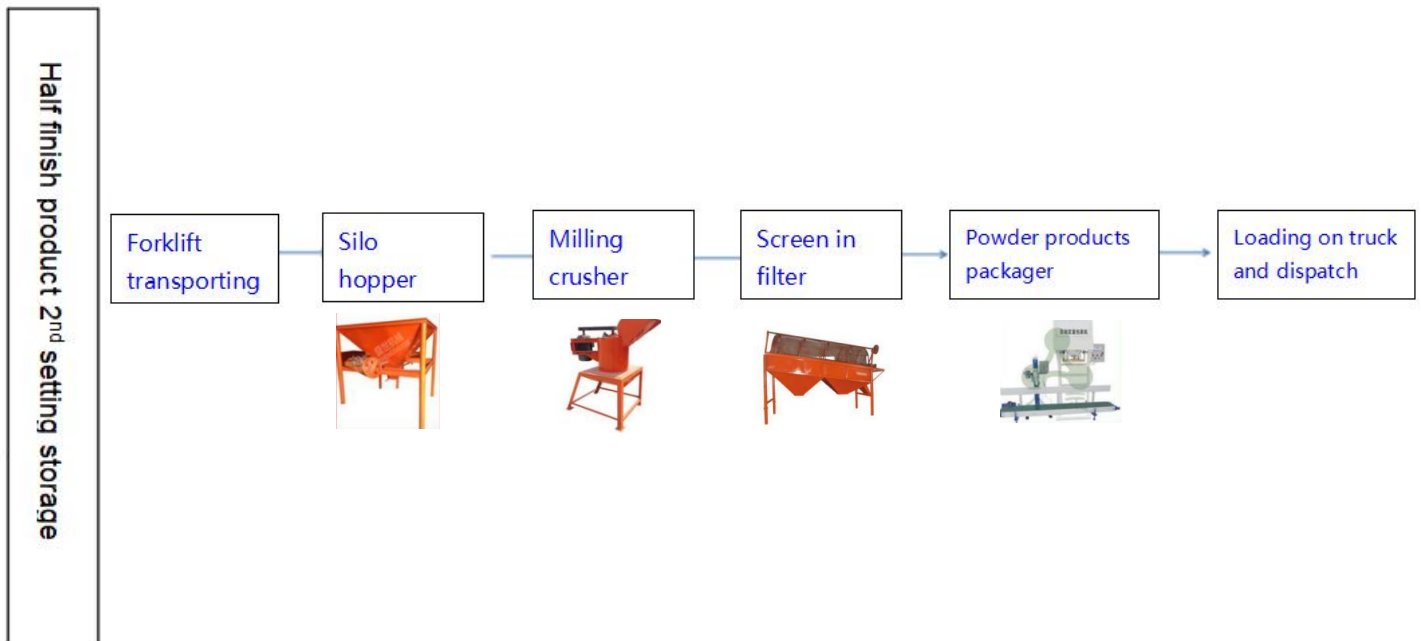 Half finish product 2nd setting storage
Forklift
transporting
Silo
hopper
Milling
crusher
Screen in
filter
Powder products
packager
Loading on truck
and dispatch